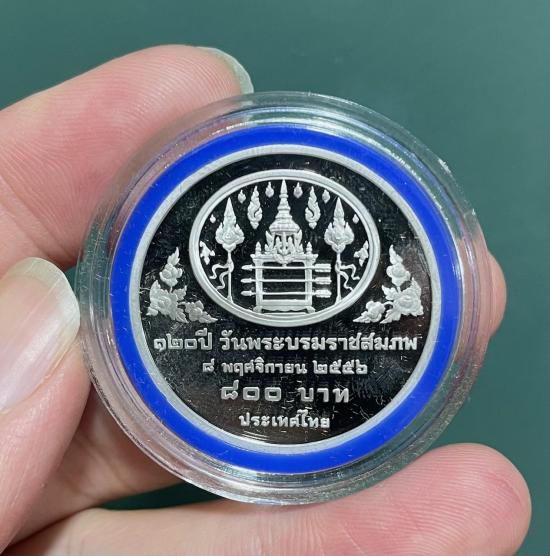 ๑๒๐ปี วันพระบรมราชสมภพ
๘ พฤศจิกายน ๒๕๕๖
๘๐๐ บาท
ประเทศไทย